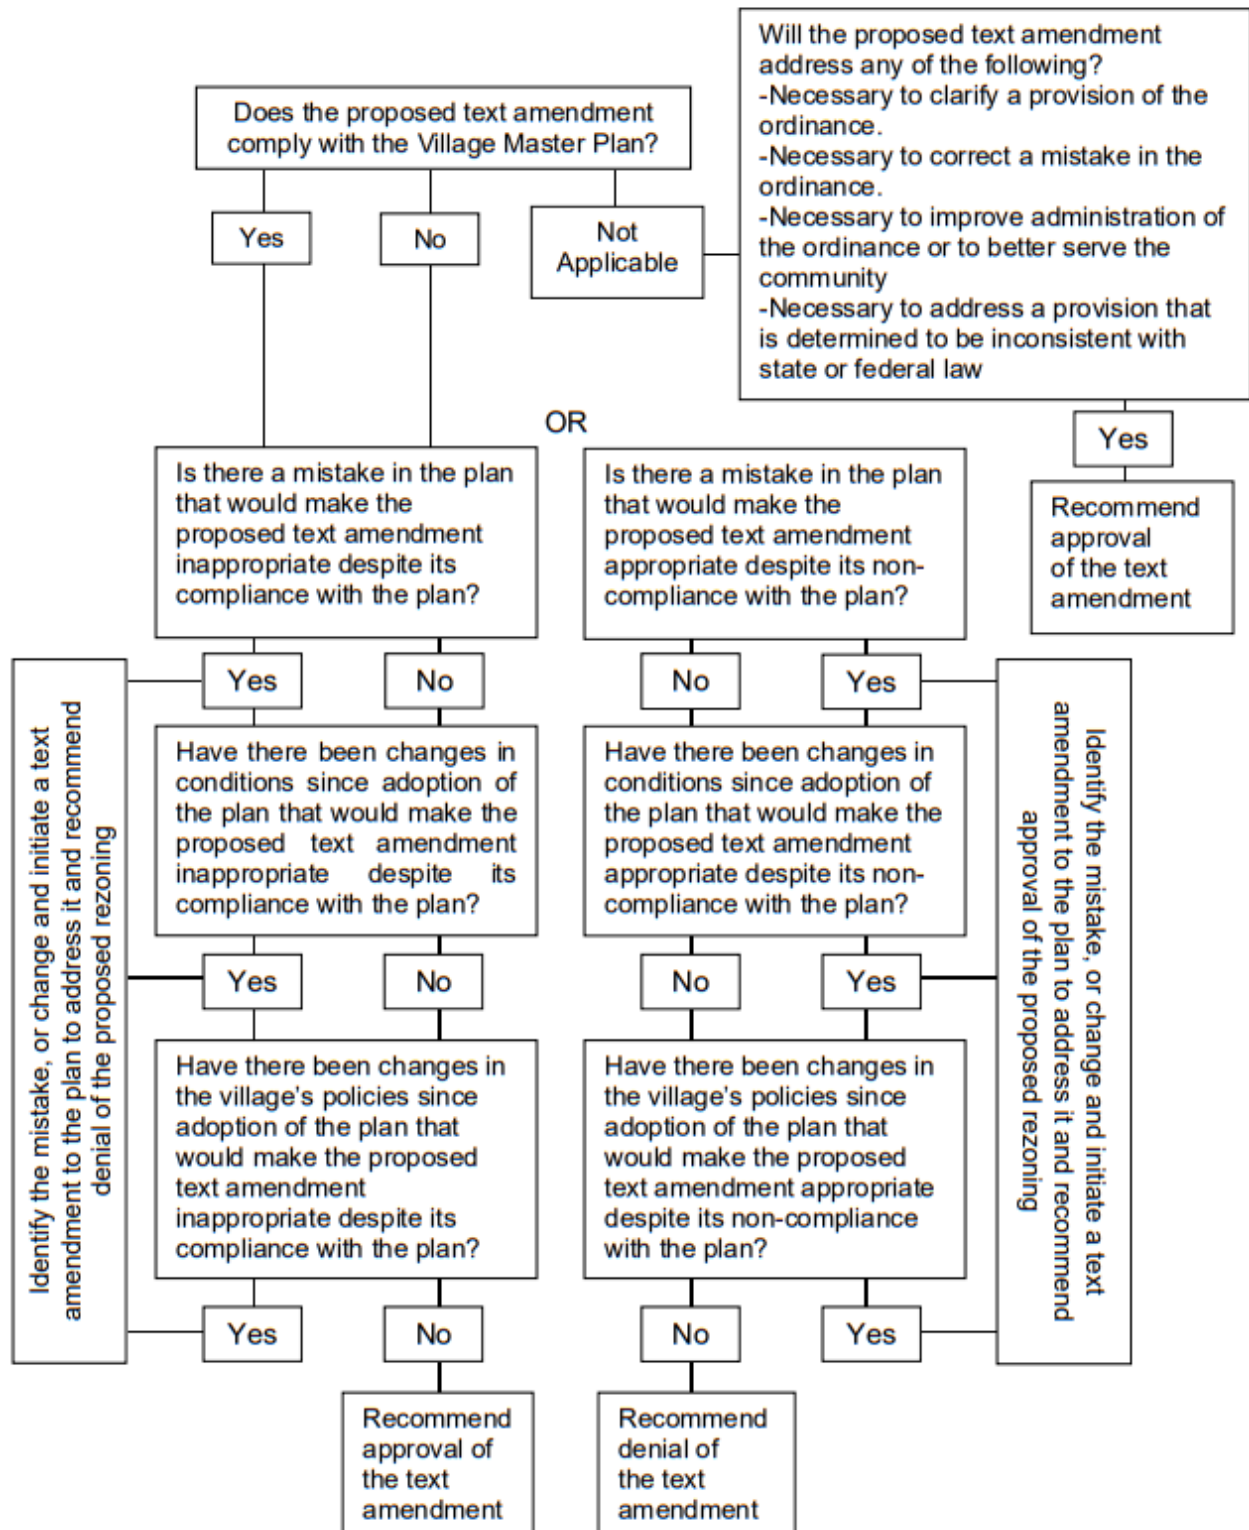 Does the proposed text amendment
comply with the Village Master Plan?
Yes
No
Not
Applicable
Will the proposed text amendment
address any of the following?
-Necessary to clarify a provision of the
ordinance.
-Necessary to correct a mistake in the
ordinance.
-Necessary to improve administration of
the ordinance or to better serve the
community
-Necessary to address a provision that
is determined to be inconsistent with
state or federal law
Yes
Recommend
approval
of the text
amendment
OR
Is there a mistake in the plan
that would make the
proposed text amendment
inappropriate despite its
compliance with the plan?
Yes
No
Have there been changes in
conditions since adoption of
the plan that would make the
proposed text amendment
inappropriate despite its
compliance with the plan?
Yes
No
Have there been changes in
the village's policies since
adoption of the plan that
would make the proposed
text amendment
inappropriate despite its
compliance with the plan?
Yes
No
Recommend
approval of
the text
amendment
Identify the mistake, or change and initiate a text
amendment to the plan to address it and recommend
denial of the proposed rezoning
Is there a mistake in the plan
that would make the
proposed text amendment
appropriate despite its non-
compliance with the plan?
No
Yes
Have there been changes in
conditions since adoption of
the plan that would make the
proposed text amendment
appropriate despite its non-
compliance with the plan?
No
Yes
Have there been changes in
the village's policies since
adoption of the plan that
would make the proposed
text amendment appropriate
despite its non-compliance
with the plan?
No
Yes
Recommend
denial of
the text
amendment
Identify the mistake, or change and initiate a text
amendment to the plan to address it and recommend
approval of the proposed rezoning